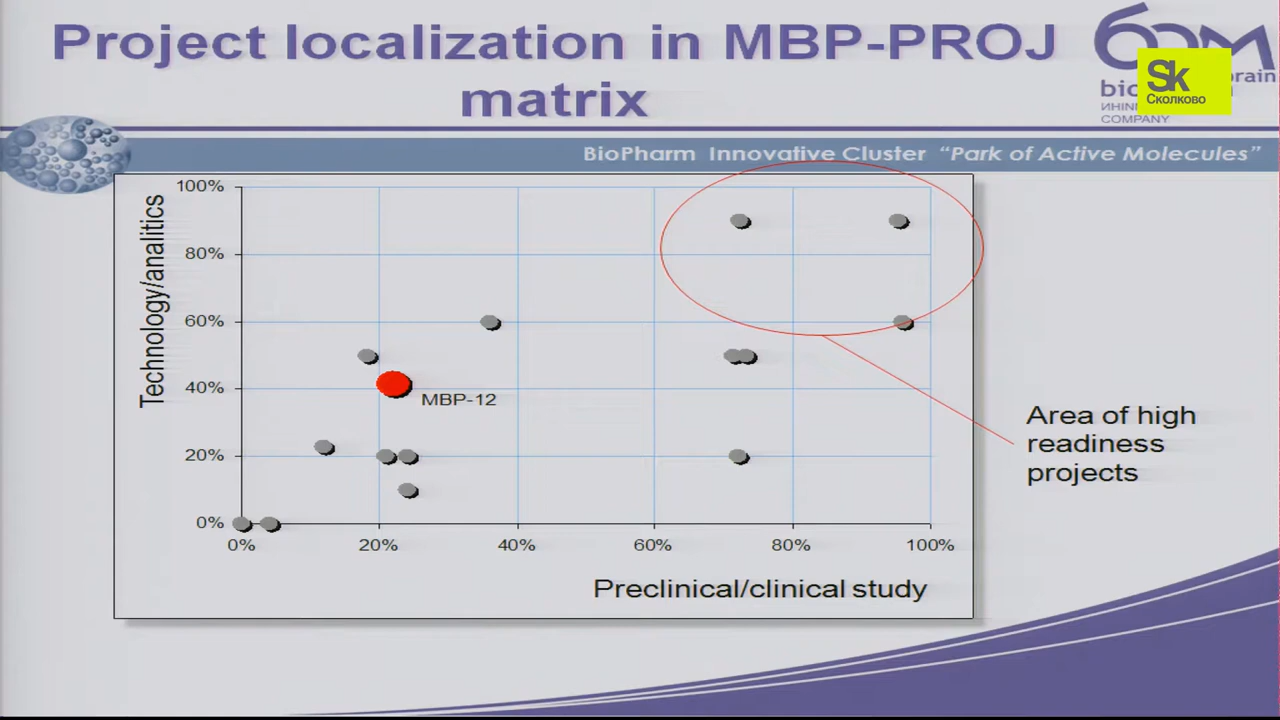 Project localization in MBP-PROJ
matrix
Sk
Сколково
brain
COMPANY
BioPharm Innovative Cluster “Park of Active Molecules”
Technology/analitics
100%
80%
60%
40%
20%
0%
MBP-12
0% 20% 40% 60% 80% 100%
Preclinical/clinical study
Area of high
readiness
projects